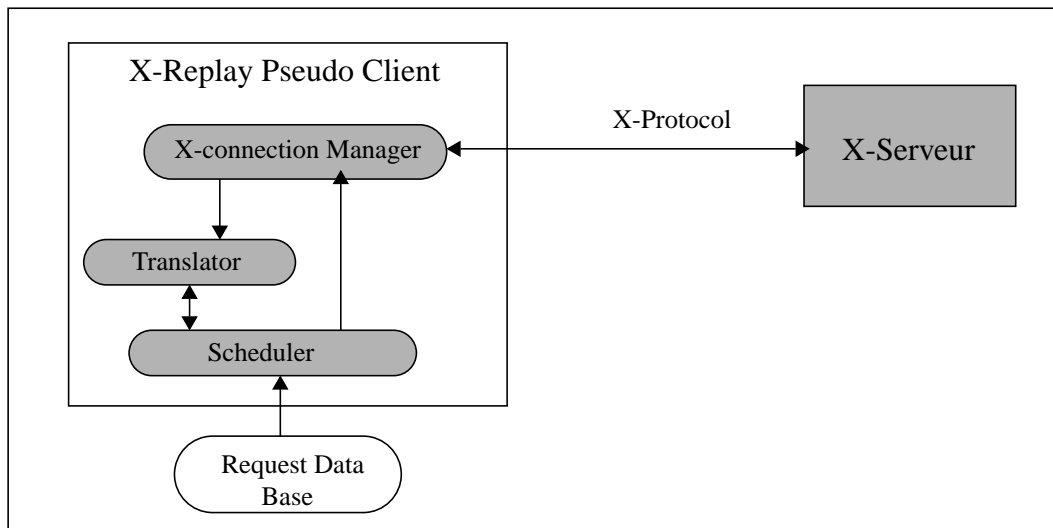 X-Replay Pseudo Client
X-connection Manager
X-Protocol
X-Serveur
Translator
Scheduler
Request Data
Base